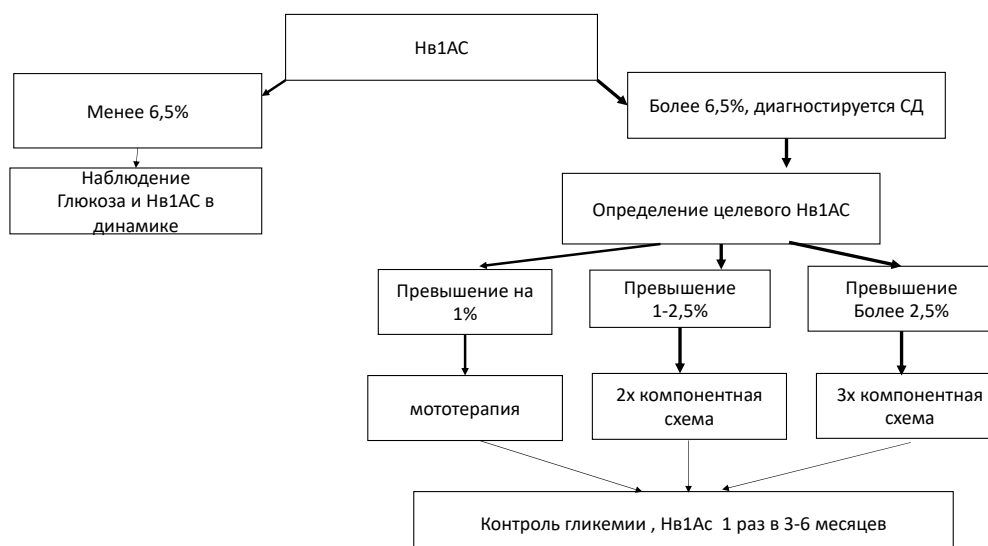 Нв1АС
Менее 6,5%
Более 6,5%, диагностируется СД
Наблюдение
Глюкоза и Нв1АС в
динамике
Определение целевого Нв1АС
Превышение на
1%
Превышение
1-2,5%
Превышение
Более 2,5%
мототерапия
2х компонентная
схема
3х компонентная
схема
Контроль гликемии , Нв1Ас 1 раз в 3-6 месяцев